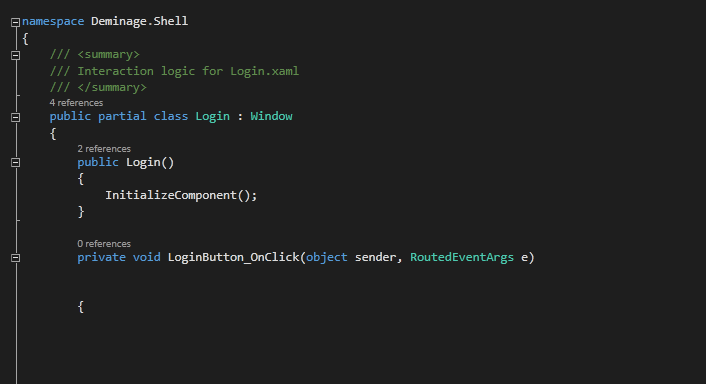 namespace Deminage.Shell
{
/// <summary>
/// Interaction logic for Login.xaml
/// </summary>
4 references
public partial class Login : Window
{
2 references
public Login()
{
InitializeComponent();
}
0 references
private void LoginButton_OnClick(object sender, RoutedEventArgs e)
{